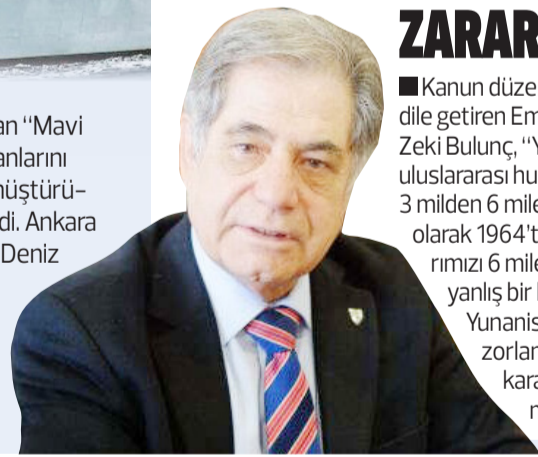 an “Mavi
anlarını
nüştürü-
di. Ankara
Deniz
ZARAR
■ Kanun düze
dile getiren Em
Zeki Bulunç, “Y
uluslararası hu
3 milden 6 mile
olarak 1964’t
rımızı 6 mile
yanlış bir
Yunanis
zorlan
kara